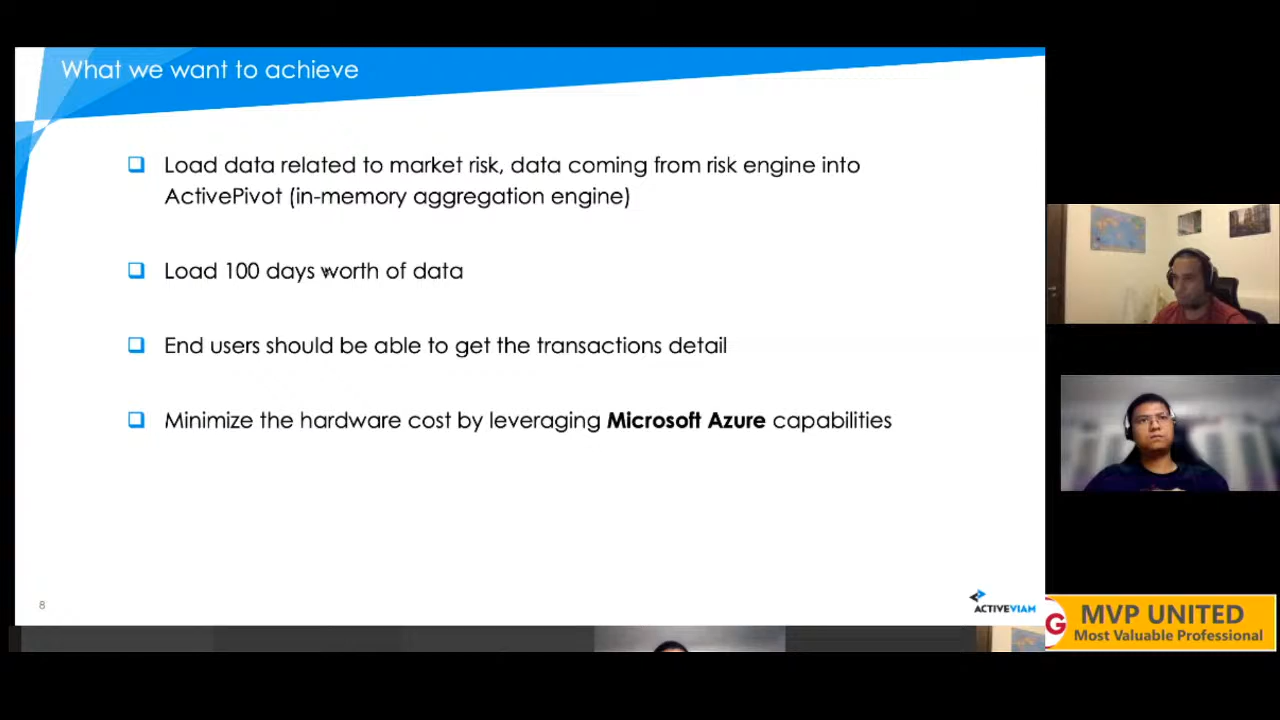 What we want to achieve
Load data related to market risk, data coming from risk engine into
ActivePivot (in-memory aggregation engine)
Load 100 days worth of data
End users should be able to get the transactions detail
Minimize the hardware cost by leveraging Microsoft Azure capabilities
8
ACTIVEVIAM
G
MVP UNITED
Most Valuable Professional